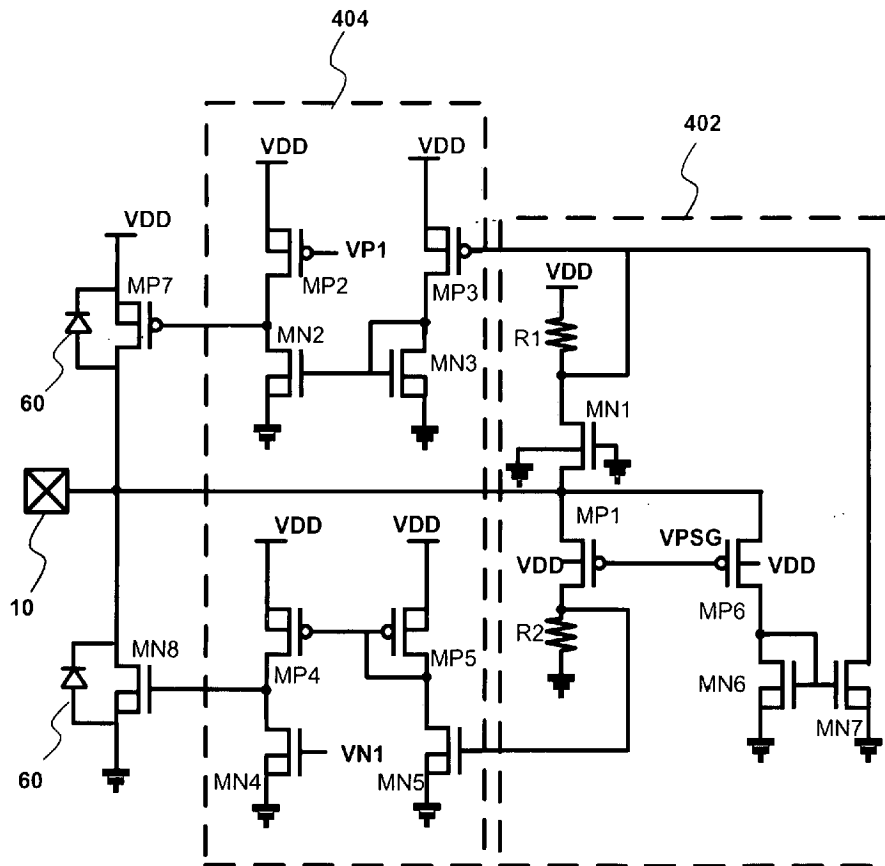 404
402
VDD
VDD
VDD
VP1
MP7
MP2
MP3
VDD
R1
MN2
MN3
MN1
60
10
MP1
VDD
VDD
VPSG
VDD
VDD
MP6
R2
MN8
MP4
MP5
MN6
MN7
VN1
60
MN4
MN5